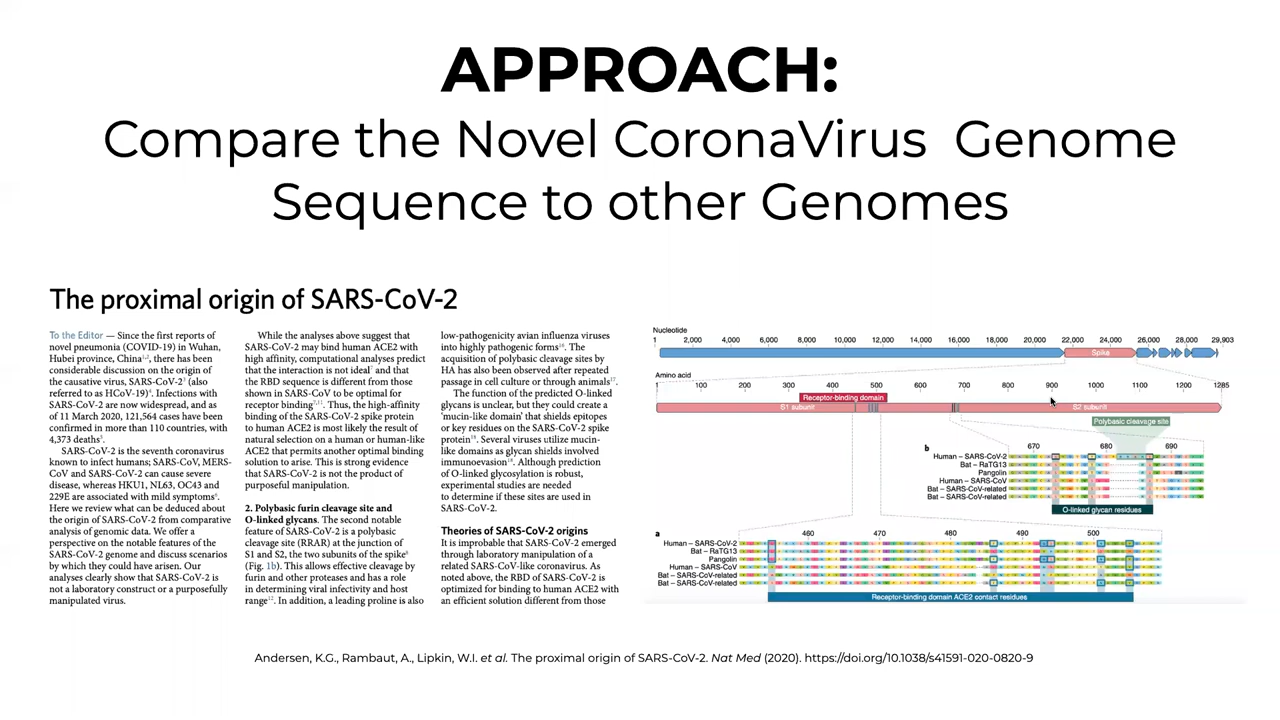 APPROACH:
Compare the Novel CoronaVirus Genome
Sequence to other Genomes
The proximal origin of SARS-CoV-2
To the Editor — Since the first reports of
novel pneumonia (COVID-19) in Wuhan,
Hubei province, China1,2, there has been
considerable discussion on the origin of
the causative virus, SARS-CoV-23 (also
referred to as HCoV-19)4. Infections with
SARS-CoV-2 are now widespread, and as
of 11 March 2020, 121,564 cases have been
confirmed in more than 110 countries, with
4,373 deaths5.
SARS-CoV-2 is the seventh coronavirus
known to infect humans; SARS-CoV, MERS-
CoV and SARS-CoV-2 can cause severe
disease, whereas HKU1, NL63, OC43 and
229E are associated with mild symptoms6.
Here we review what can be deduced about
the origin of SARS-CoV-2 from comparative
analysis of genomic data. We offer a
perspective on the notable features of the
SARS-CoV-2 genome and discuss scenarios
by which they could have arisen. Our
analyses clearly show that SARS-CoV-2 is
not a laboratory construct or a purposefully
manipulated virus.
While the analyses above suggest that
SARS-CoV-2 may bind human ACE2 with
high affinity, computational analyses predict
that the interaction is not ideal7 and that
the RBD sequence is different from those
shown in SARS-CoV to be optimal for
receptor binding7,11. Thus, the high-affinity
binding of the SARS-CoV-2 spike protein
to human ACE2 is most likely the result of
natural selection on a human or human-like
ACE2 that permits another optimal binding
solution to arise. This is strong evidence
that SARS-CoV-2 is not the product of
purposeful manipulation.
2. Polybasic furin cleavage site and
O-linked glycans. The second notable
feature of SARS-CoV-2 is a polybasic
cleavage site (RRAR) at the junction of
S1 and S2, the two subunits of the spike8
(Fig. 1b). This allows effective cleavage by
furin and other proteases and has a role
in determining viral infectivity and host
range12. In addition, a leading proline is also
low-pathogenicity avian influenza viruses
into highly pathogenic forms16. The
acquisition of polybasic cleavage sites by
HA has also been observed after repeated
passage in cell culture or through animals17.
The function of the predicted O-linked
glycans is unclear, but they could create a
‘mucin-like domain’ that shields epitopes
or key residues on the SARS-CoV-2 spike
protein18. Several viruses utilize mucin-
like domains as glycan shields involved
immunoevasion18. Although prediction
of O-linked glycosylation is robust,
experimental studies are needed
to determine if these sites are used in
SARS-CoV-2.
Theories of SARS-CoV-2 origins
It is improbable that SARS-CoV-2 emerged
through laboratory manipulation of a
related SARS-CoV-like coronavirus. As
noted above, the RBD of SARS-CoV-2 is
optimized for binding to human ACE2 with
an efficient solution different from those
Nucleotide
1 2,000 4,000 6,000 8,000 10,000 12,000 14,000 16,000 18,000 20,000 22,000 24,000 26,000 28,000 29,903
Spike
Amino acid
1 100 200 300 400 500 600 700 800 900 1000 1100 1200 1285
Receptor-binding domain
S1 subunit S2 subunit
Polybasic cleavage site
b 670 680 690
Human – SARS-CoV-2
Bat – RaTG13
Pangolin
Human – SARS-CoV
Bat – SARS-CoV-related
Bat – SARS-CoV-related
O-linked glycan residues
a 460 470 480 490 500
Human – SARS-CoV-2
Bat – RaTG13
Pangolin
Human – SARS-CoV
Bat – SARS-CoV-related
Bat – SARS-CoV-related
Receptor-binding domain ACE2 contact residues
Andersen, K.G., Rambaut, A., Lipkin, W.I. et al. The proximal origin of SARS-CoV-2. Nat Med (2020). https://doi.org/10.1038/s41591-020-0820-9